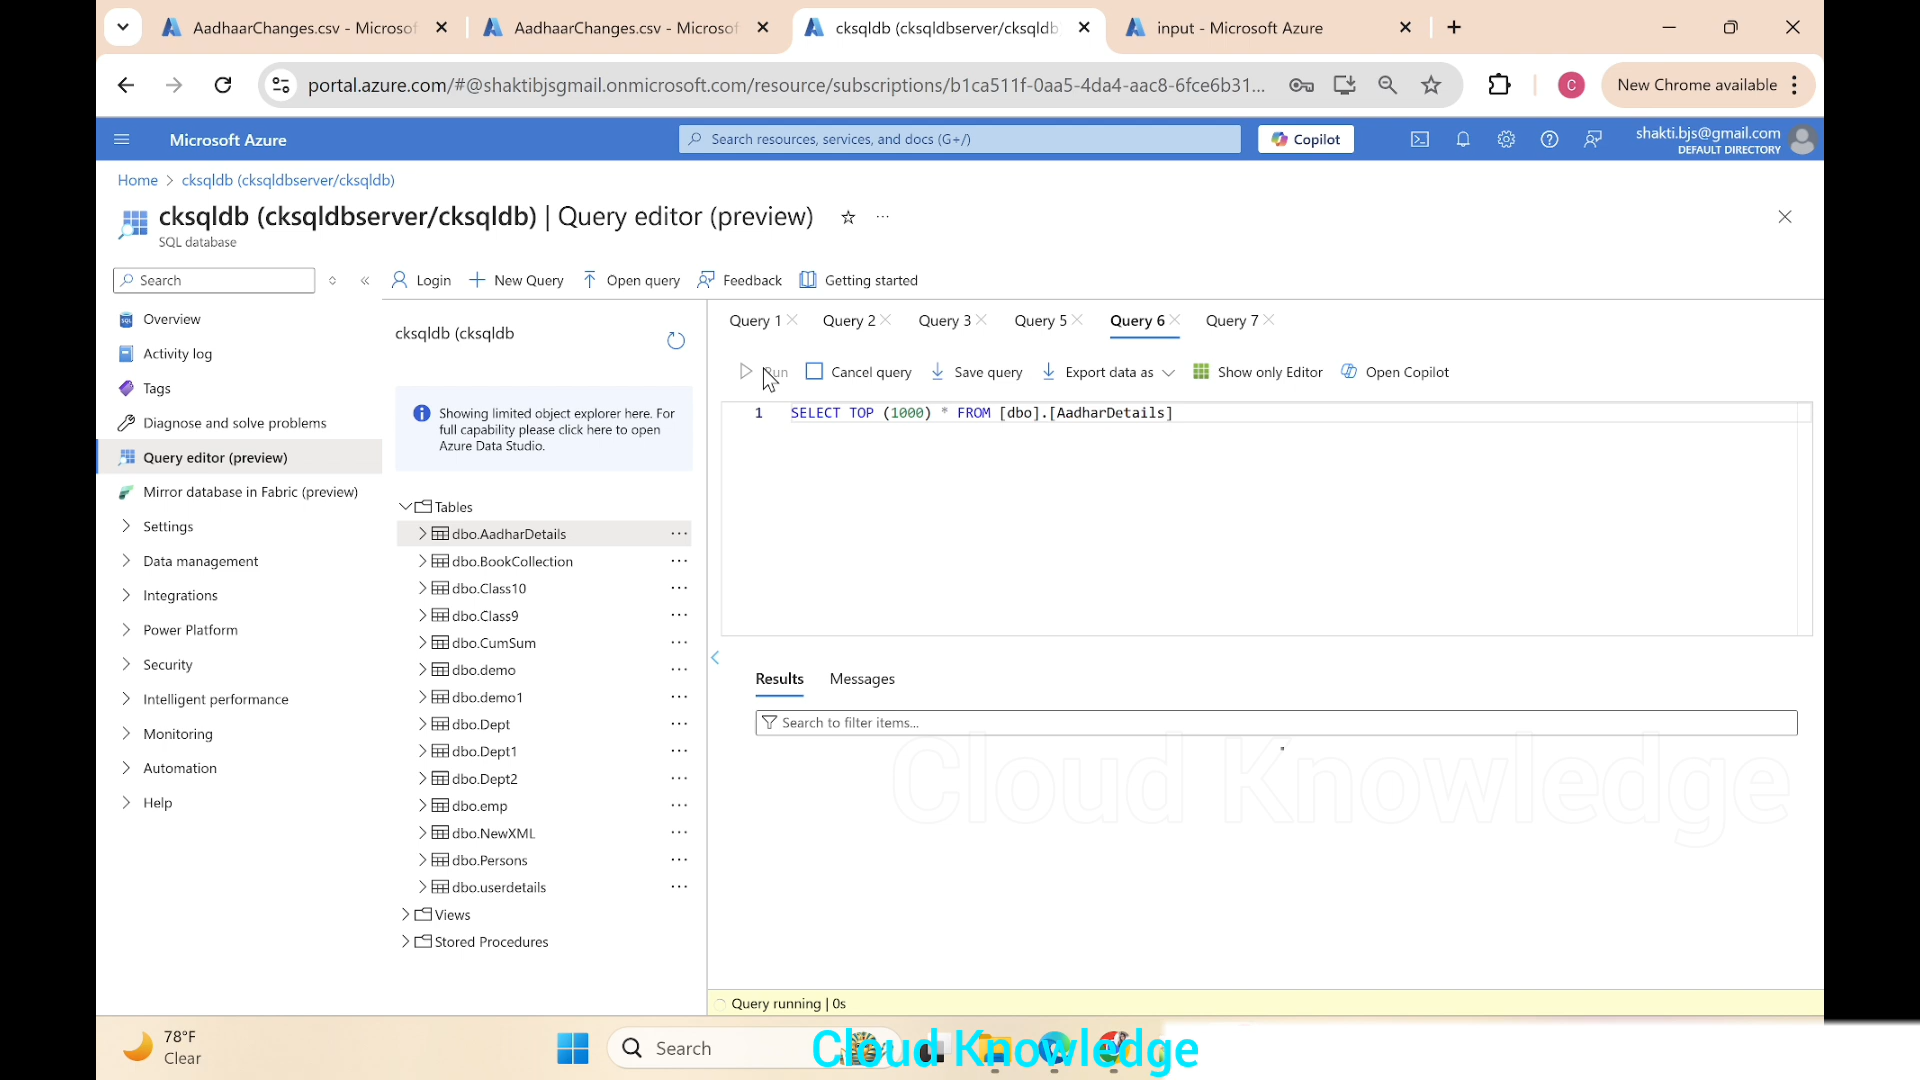 AadhaarChanges.csv - Microsof
AadhaarChanges.csv - Microsof
cksqldb (cksqldbserver/cksqldb
input - Microsoft Azure
portal.azure.com/#@shaktibjsgmail.onmicrosoft.com/resource/subscriptions/b1ca511f-0aa5-4da4-aac8-6fce6b31...
C
New Chrome available
Microsoft Azure
Search resources, services, and docs (G+/)
Copilot
shakti.bjs@gmail.com
DEFAULT DIRECTORY
Home > cksqldb (cksqldbserver/cksqldb)
cksqldb (cksqldbserver/cksqldb) | Query editor (preview)
SQL database
Search
Login
New Query
Open query
Feedback
Getting started
Overview
Activity log
Tags
Diagnose and solve problems
Query editor (preview)
Mirror database in Fabric (preview)
Settings
Data management
Integrations
Power Platform
Security
Intelligent performance
Monitoring
Automation
Help
cksqldb (cksqldb
Showing limited object explorer here. For
full capability please click here to open
Azure Data Studio.
Tables
dbo.AadharDetails
dbo.BookCollection
dbo.Class10
dbo.Class9
dbo.CumSum
dbo.demo
dbo.demo1
dbo.Dept
dbo.Dept1
dbo.Dept2
dbo.emp
dbo.NewXML
dbo.Persons
dbo.userdetails
Views
Stored Procedures
Query 1
Query 2
Query 3
Query 5
Query 6
Query 7
Run
Cancel query
Save query
Export data as
Show only Editor
Open Copilot
1 SELECT TOP (1000) * FROM [dbo].[AadharDetails]
Results
Messages
Search to filter items...
Cloud Knowledge
Query running | 0s
78°F
Clear
Search
Cloud Knowledge